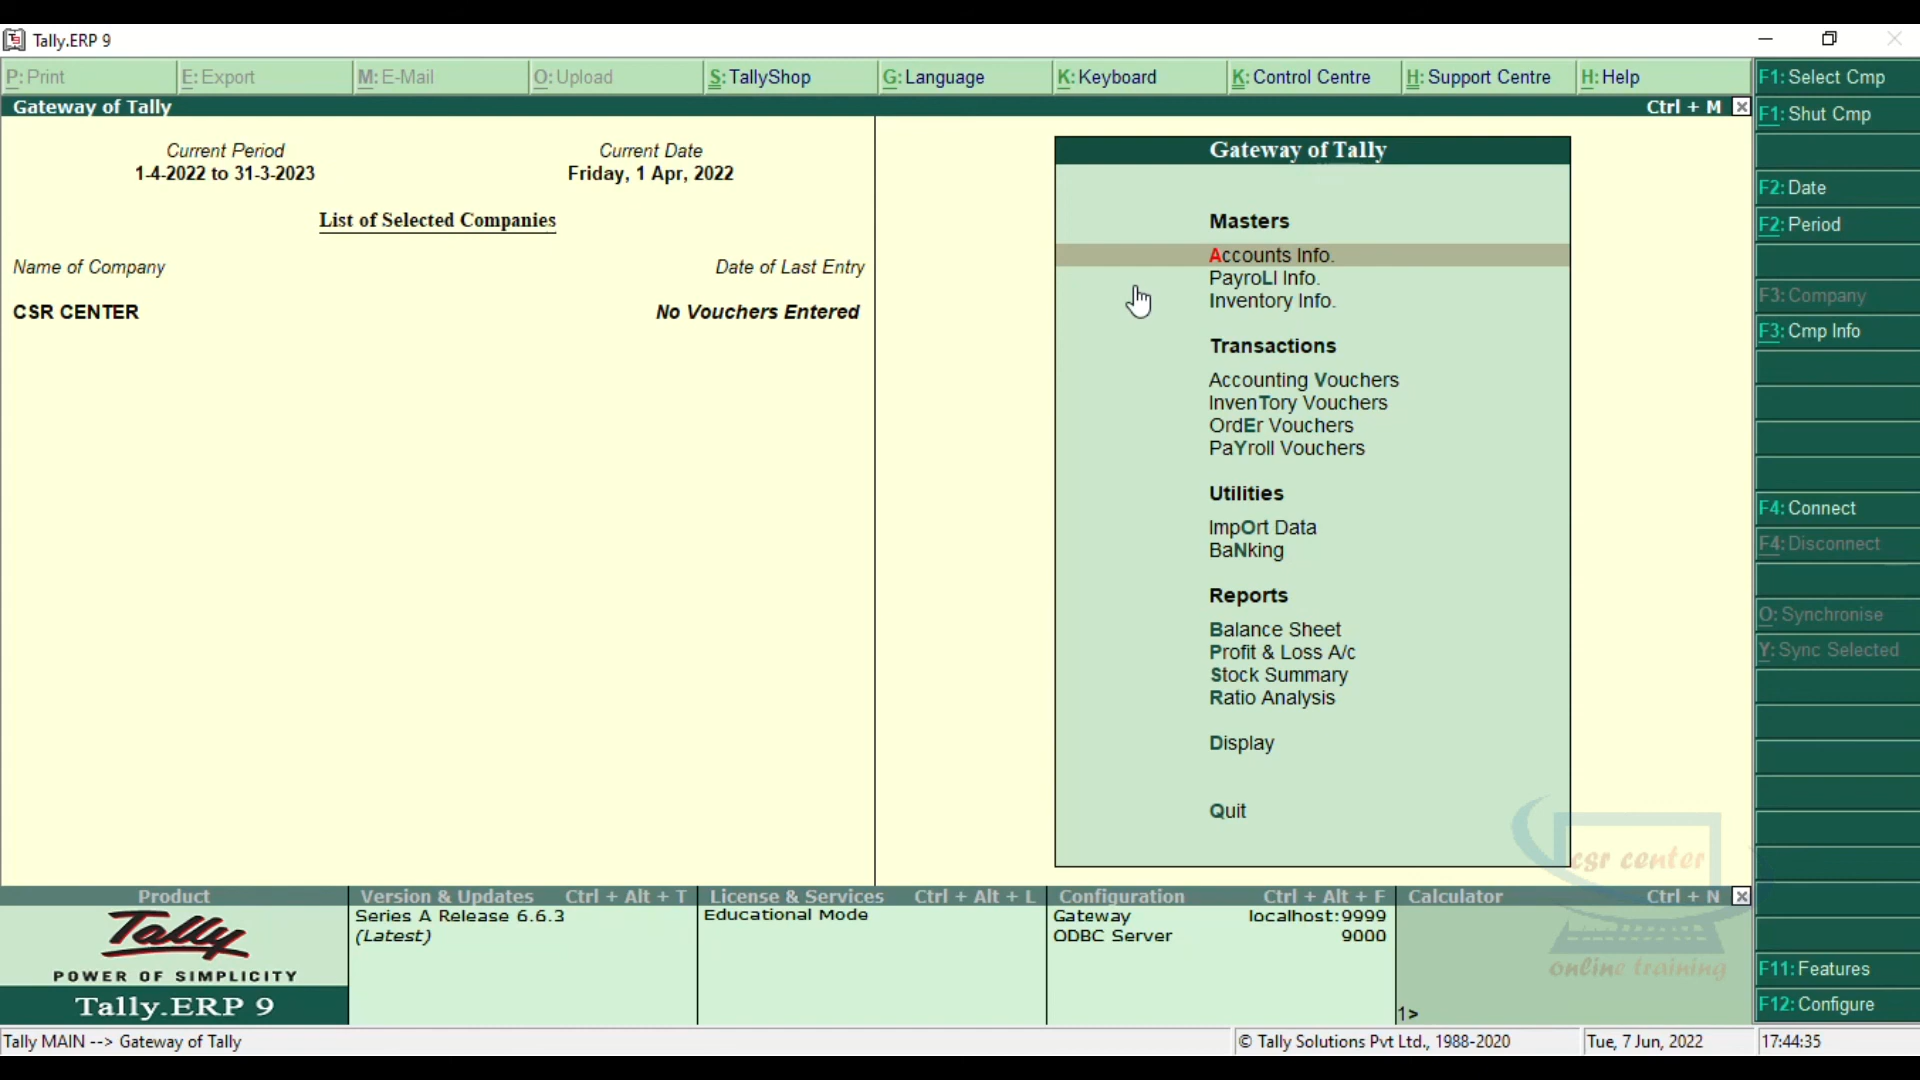 Tally.ERP 9
P: Print E: Export M: E-Mail O: Upload S: TallyShop G: Language K: Keyboard K: Control Centre H: Support Centre H: Help
Gateway of Tally Ctrl + M
Current Period Current Date
1-4-2022 to 31-3-2023 Friday, 1 Apr, 2022
List of Selected Companies
Name of Company Date of Last Entry
CSR CENTER No Vouchers Entered
Gateway of Tally
Masters
Accounts Info.
PayroLl Info.
Inventory Info.
Transactions
Accounting Vouchers
InvenTory Vouchers
OrdEr Vouchers
PaYroll Vouchers
Utilities
ImpOrt Data
BaNking
Reports
Balance Sheet
Profit & Loss A/c
Stock Summary
Ratio Analysis
Display
Quit
F1: Select Cmp
F1: Shut Cmp
F2: Date
F2: Period
F3: Company
F3: Cmp Info
F4: Connect
F4: Disconnect
O: Synchronise
Y: Sync Selected
F11: Features
F12: Configure
csr center
online training
Product
Tally
POWER OF SIMPLICITY
Tally.ERP 9
Version & Updates Ctrl + Alt + T
Series A Release 6.6.3
(Latest)
License & Services Ctrl + Alt + L
Educational Mode
Configuration Ctrl + Alt + F
Gateway localhost:9999
ODBC Server 9000
Calculator Ctrl + N
1>
Tally MAIN --> Gateway of Tally © Tally Solutions Pvt Ltd., 1988-2020 Tue, 7 Jun, 2022 17:44:35